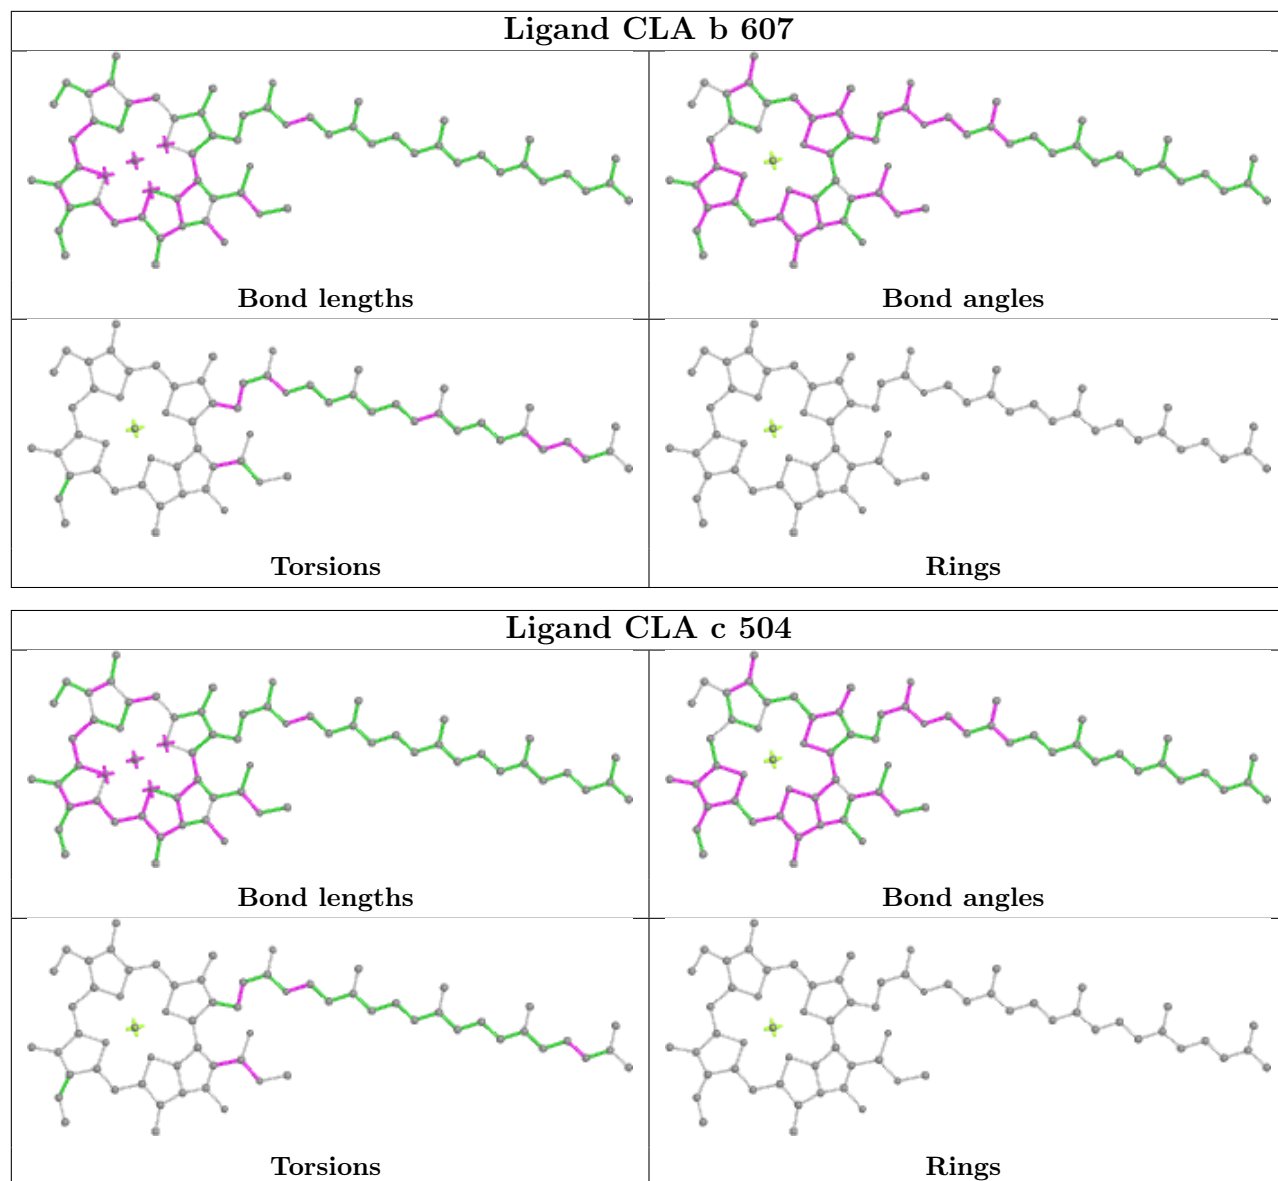 Ligand CLA b 607
Bond lengths
Bond angles
Torsions
Rings
Ligand CLA c 504
Bond lengths
Bond angles
Torsions
Rings